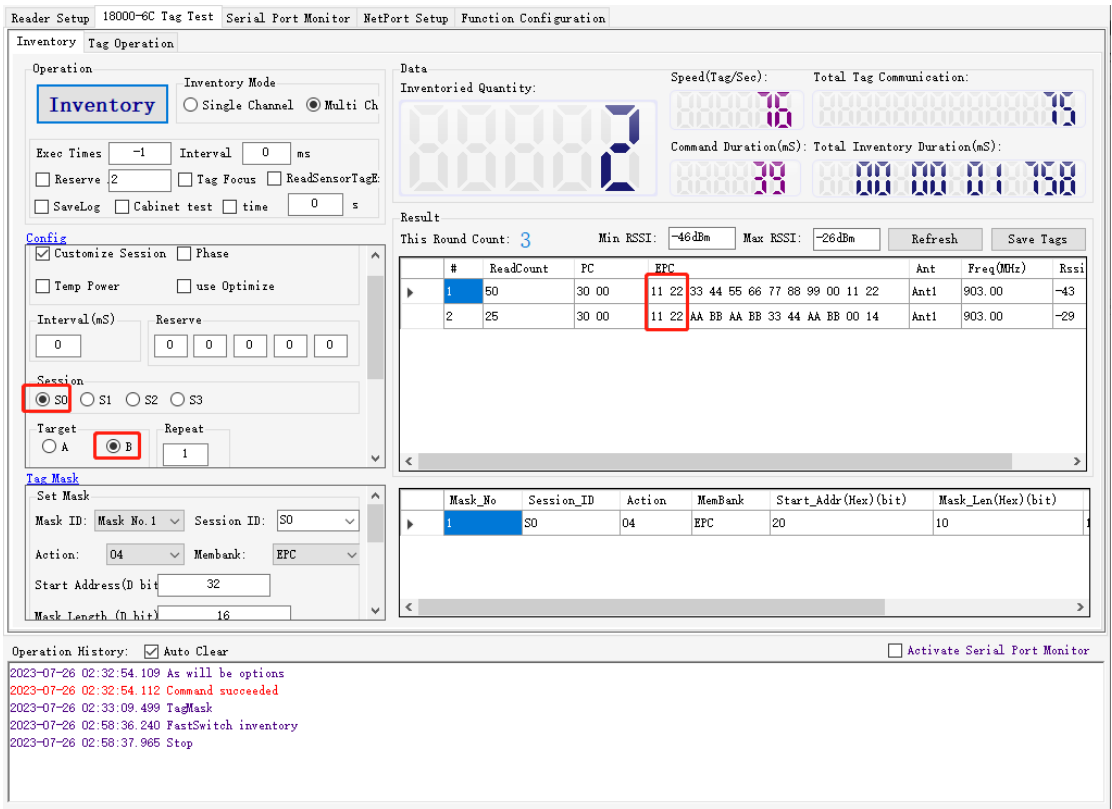 Reader Setup 18000-6C Tag Test Serial Port Monitor NetPort Setup Function Configuration
Inventory Tag Operation
Operation
Inventory
Inventory Mode
Single Channel Multi Ch
Exec Times -1 Interval 0 ms
Reserve .2 Tag Focus ReadSensorTagE:
SaveLog Cabinet test time 0 s
Data
Inventoried Quantity:
2
Speed(Tag/Sec):
76
Total Tag Communication:
75
Command Duration(mS):
39
Total Inventory Duration(mS):
00 00 01 758
Config
Customize Session Phase
Temp Power use Optimize
Interval(mS) Reserve
0 0 0 0 0 0
Session
S0 S1 S2 S3
Target Repeat
A B 1
Result
This Round Count: 3 Min RSSI: -46dBm Max RSSI: -26dBm Refresh Save Tags
# ReadCount PC EPC Ant Freq(MHz) Rssi
1 50 30 00 11 22 33 44 55 66 77 88 99 00 11 22 Ant1 903.00 -43
2 25 30 00 11 22 AA BB AA BB 33 44 AA BB 00 14 Ant1 903.00 -29
Tag Mask
Set Mask
Mask ID: Mask No.1 Session ID: S0
Action: 04 Membank: EPC
Start Address(D bit 32
Mask Length (D bit) 16
Mask_No Session_ID Action MemBank Start_Addr(Hex)(bit) Mask_Len(Hex)(bit)
1 S0 04 EPC 20 10
Operation History: Auto Clear Activate Serial Port Monitor
2023-07-26 02:32:54.109 As will be options
2023-07-26 02:32:54.112 Command succeeded
2023-07-26 02:33:09.499 TagMask
2023-07-26 02:58:36.240 FastSwitch inventory
2023-07-26 02:58:37.965 Stop